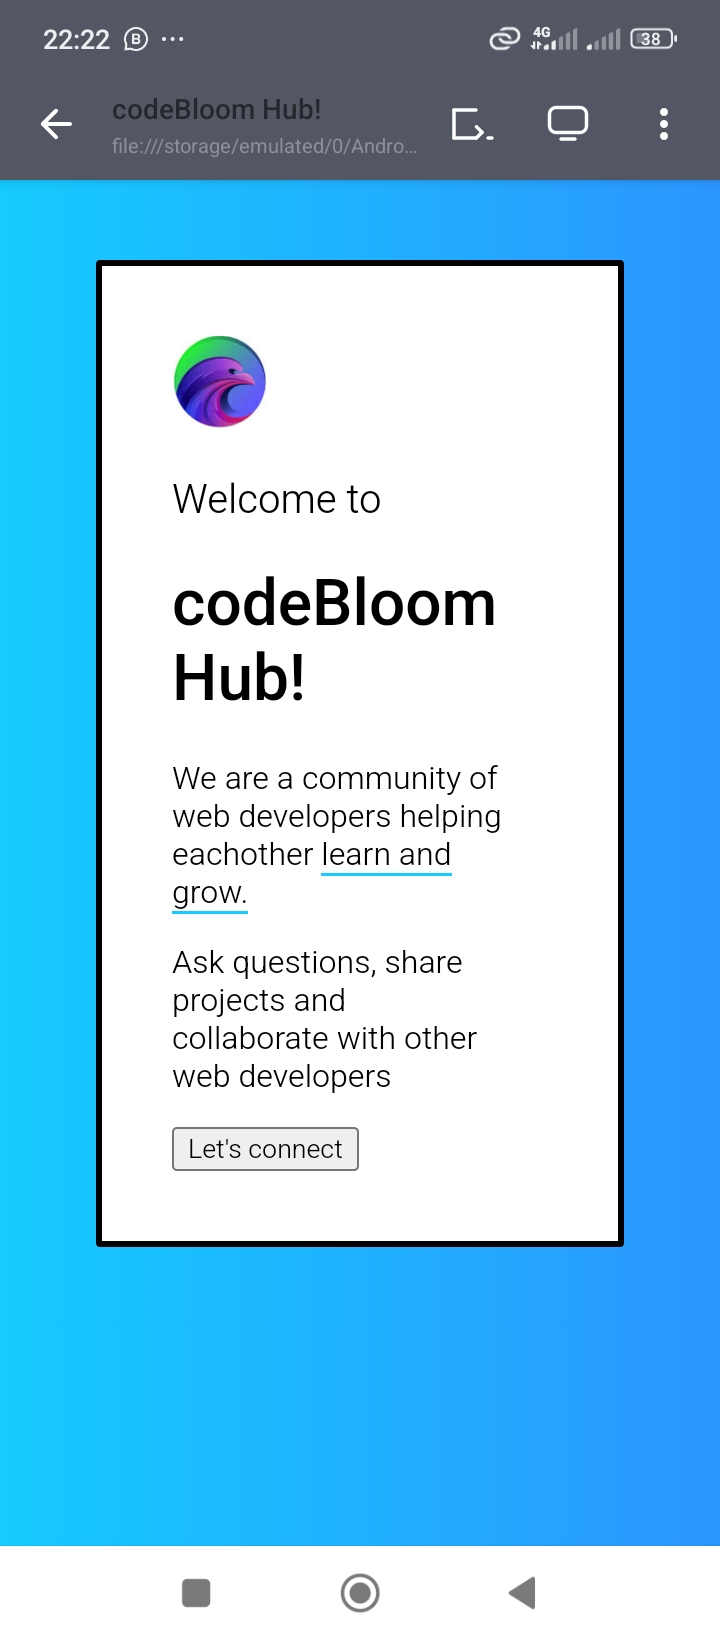 22:22
4G
38
codeBloom Hub!
file:///storage/emulated/0/Andro...
Welcome to
codeBloom
Hub!
We are a community of
web developers helping
eachother learn and
grow.
Ask questions, share
projects and
collaborate with other
web developers
Let's connect